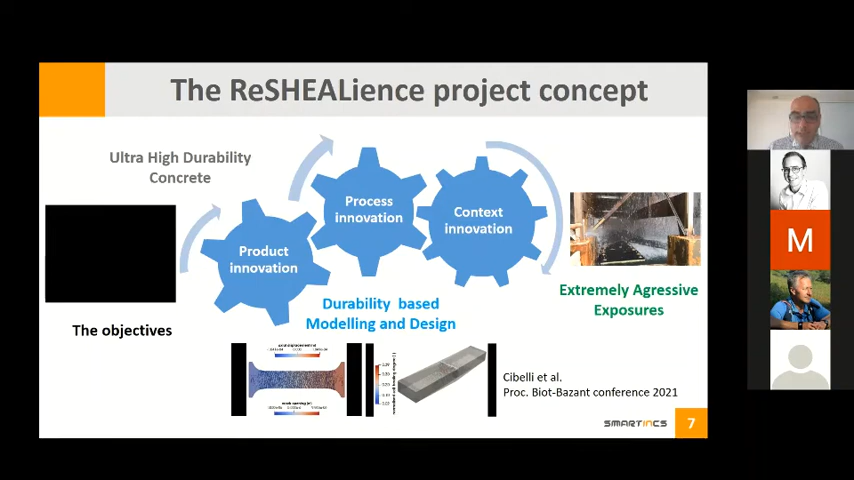 The ReSHEALience project concept
Ultra High Durability
Concrete
Process
innovation
Context
innovation
Product
innovation
M
Extremely Agressive
Exposures
Durability based
Modelling and Design
The objectives
Cibelli et al.
Proc. Biot-Bazant conference 2021
SMARTINCS
7